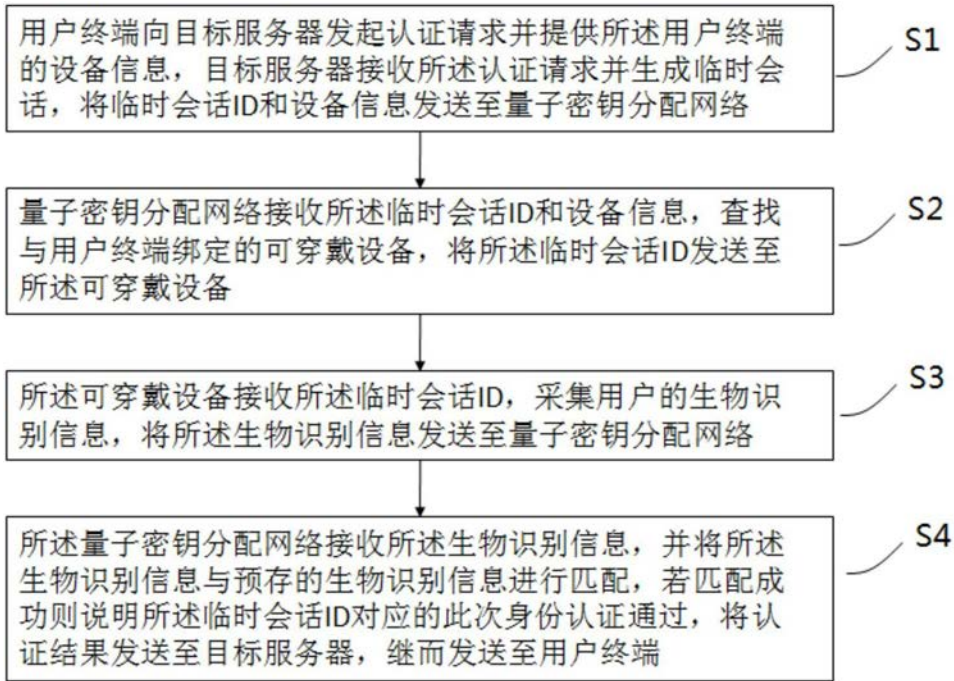 用户终端向目标服务器发起认证请求并提供所述用户终端
的设备信息，目标服务器接收所述认证请求并生成临时会
话，将临时会话ID和设备信息发送至量子密钥分配网络
S1
量子密钥分配网络接收所述临时会话ID和设备信息，查找
与用户终端绑定的可穿戴设备，将所述临时会话ID发送至
所述可穿戴设备
S2
所述可穿戴设备接收所述临时会话ID，采集用户的生物识
别信息，将所述生物识别信息发送至量子密钥分配网络
S3
所述量子密钥分配网络接收所述生物识别信息，并将所述
生物识别信息与预存的生物识别信息进行匹配，若匹配成
功则说明所述临时会话ID对应的此次身份认证通过，将认
证结果发送至目标服务器，继而发送至用户终端
S4